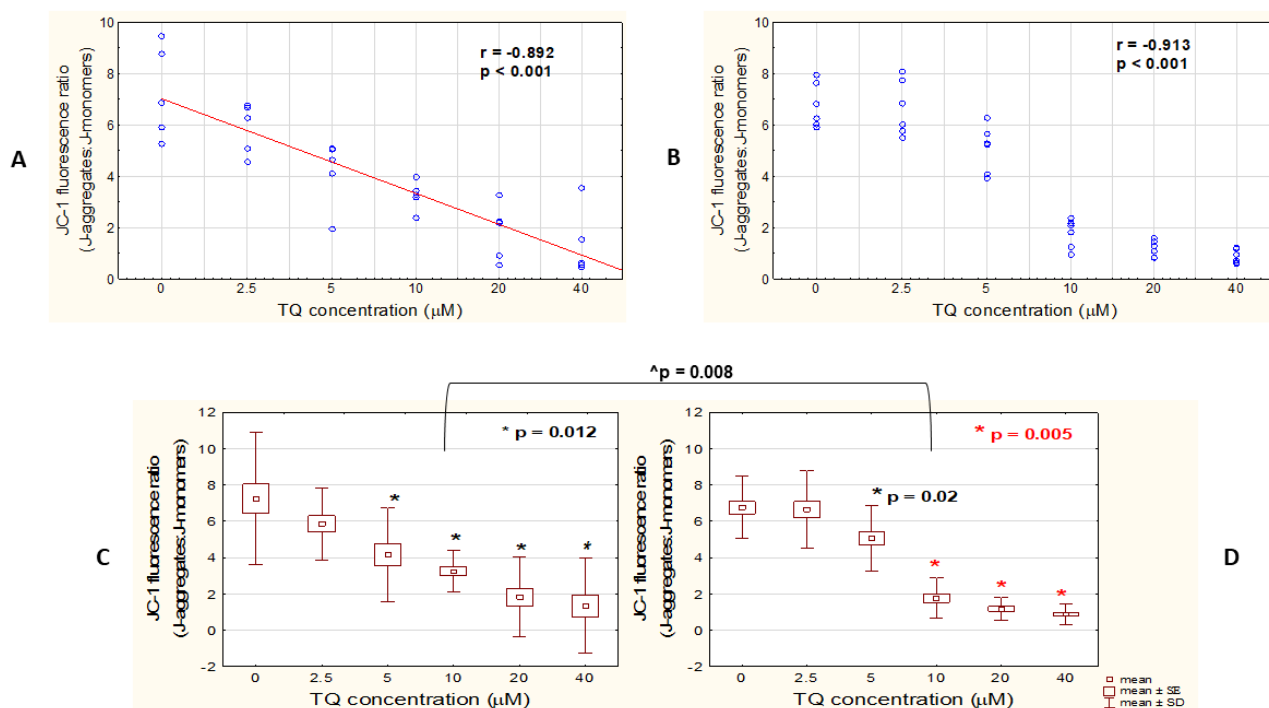 A
JC-1 fluorescence ratio
(J-aggregates:J-monomers)
10
8
6
4
2
0
r = -0.892
p < 0.001
0 2.5 5 10 20 40
TQ concentration (μM)
B
JC-1 fluorescence ratio
(J-aggregates:J-monomers)
10
8
6
4
2
0
r = -0.913
p < 0.001
0 2.5 5 10 20 40
TQ concentration (μM)
^p = 0.008
C
JC-1 fluorescence ratio
(J-aggregates:J-monomers)
12
10
8
6
4
2
0
-2
* p = 0.012
* * * *
0 2.5 5 10 20 40
TQ concentration (μM)
JC-1 fluorescence ratio
(J-aggregates:J-monomers)
12
10
8
6
4
2
0
-2
* p = 0.005
* p = 0.02
* * *
0 2.5 5 10 20 40
TQ concentration (μM)
D
mean
mean ± SE
mean ± SD